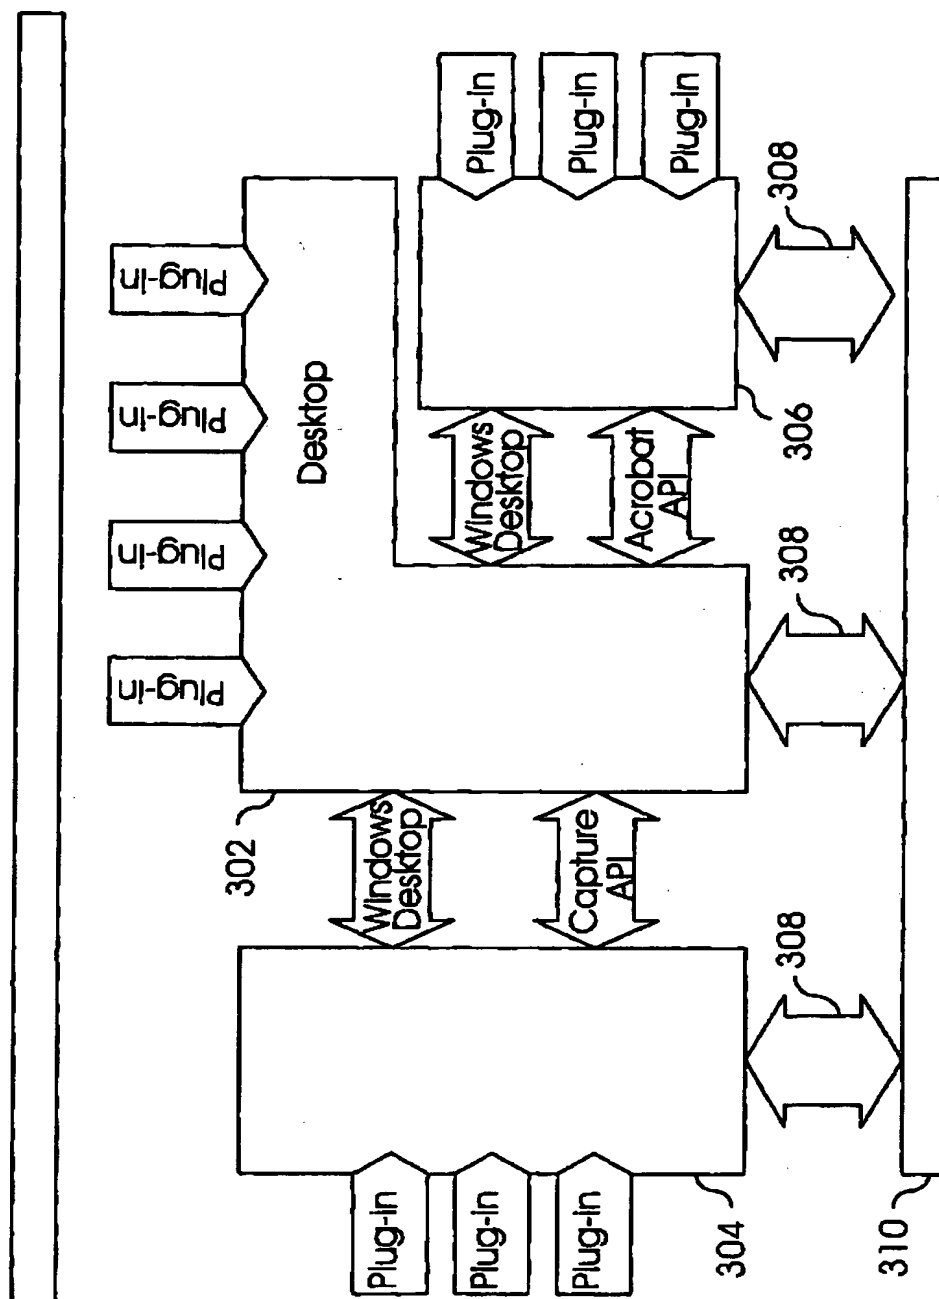 Plug-in
Plug-in
Plug-in
Plug-in
302
Desktop
Plug-in
Plug-in
Plug-in
Windows
Desktop
Capture
API
Windows
Desktop
Acrobat
API
Plug-in
Plug-in
Plug-in
304
308
308
306
308
310